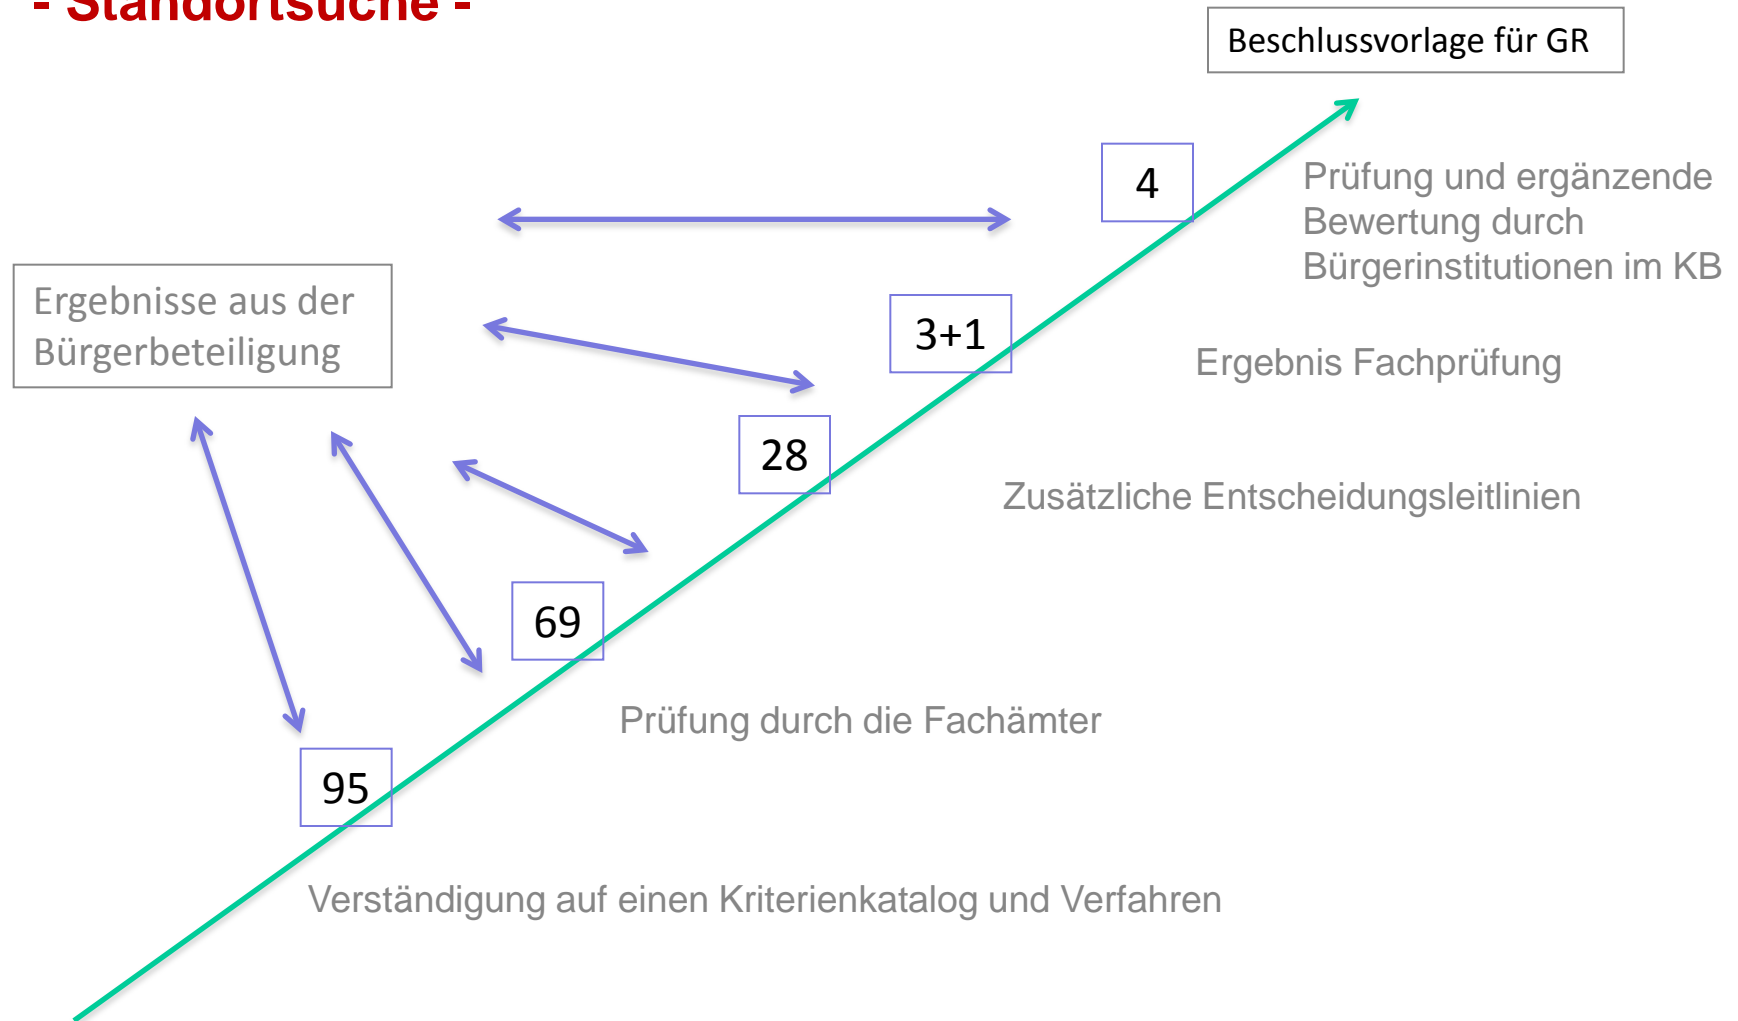 - Standortsuche -
Beschlussvorlage für GR
4
Prüfung und ergänzende
Bewertung durch
Bürgerinstitutionen im KB
Ergebnisse aus der
Bürgerbeteiligung
3+1
Ergebnis Fachprüfung
28
Zusätzliche Entscheidungsleitlinien
69
Prüfung durch die Fachämter
95
Verständigung auf einen Kriterienkatalog und Verfahren